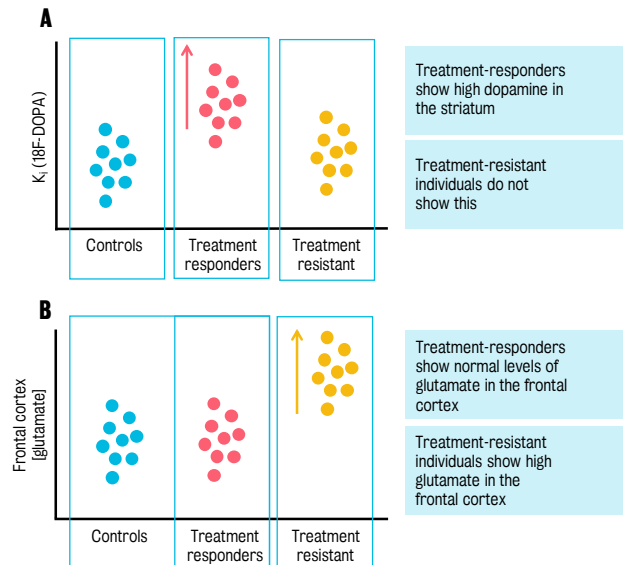 A
Kᵢ (18F-DOPA)
Controls
Treatment
responders
Treatment
resistant
Treatment-responders
show high dopamine in
the striatum
Treatment-resistant
individuals do not
show this
B
Frontal cortex
[glutamate]
Controls
Treatment
responders
Treatment
resistant
Treatment-responders
show normal levels of
glutamate in the frontal
cortex
Treatment-resistant
individuals show high
glutamate in the
frontal cortex